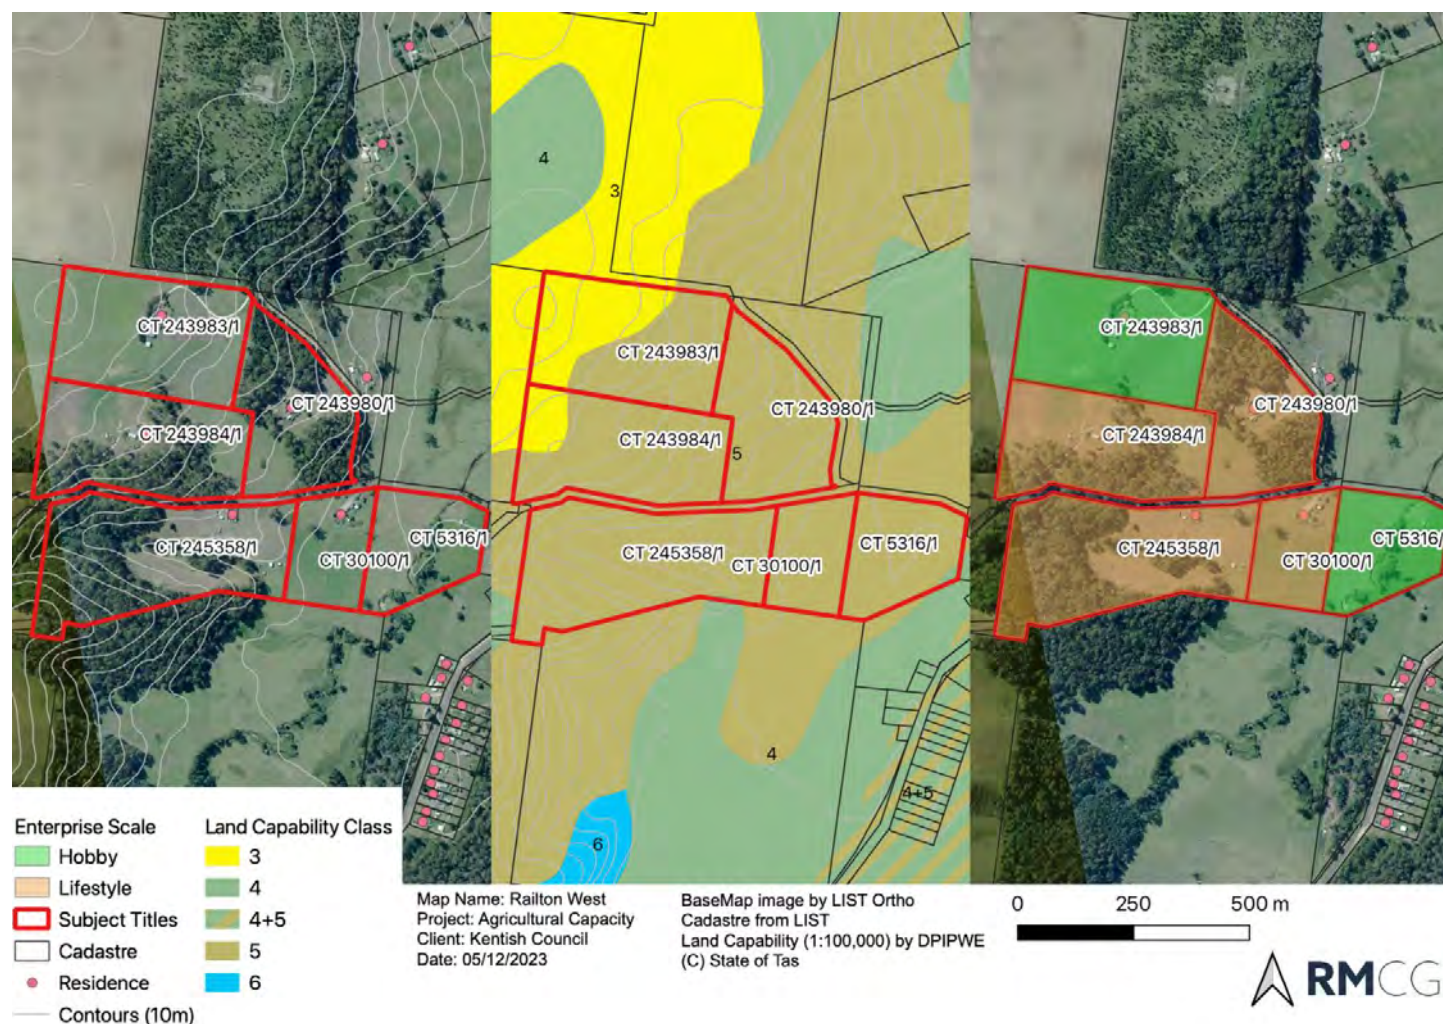 CT 243983/1
CT 243980/1
CT 243984/1
CT 245358/1
CT 30100/1
CT 5316/1
4
3
CT 243983/1
CT 243980/1
CT 243984/1
5
CT 245358/1
CT 30100/1
CT 5316/1
4
4+5
6
CT 243983/1
CT 243980/1
CT 243984/1
CT 245358/1
CT 30100/1
CT 5316/
Enterprise Scale
Hobby
Lifestyle
Subject Titles
Cadastre
Residence
Contours (10m)
Land Capability Class
3
4
4+5
5
6
Map Name: Railton West
Project: Agricultural Capacity
Client: Kentish Council
Date: 05/12/2023
BaseMap image by LIST Ortho
Cadastre from LIST
Land Capability (1:100,000) by DPIPWE
(C) State of Tas
0 250 500 m
RMCG